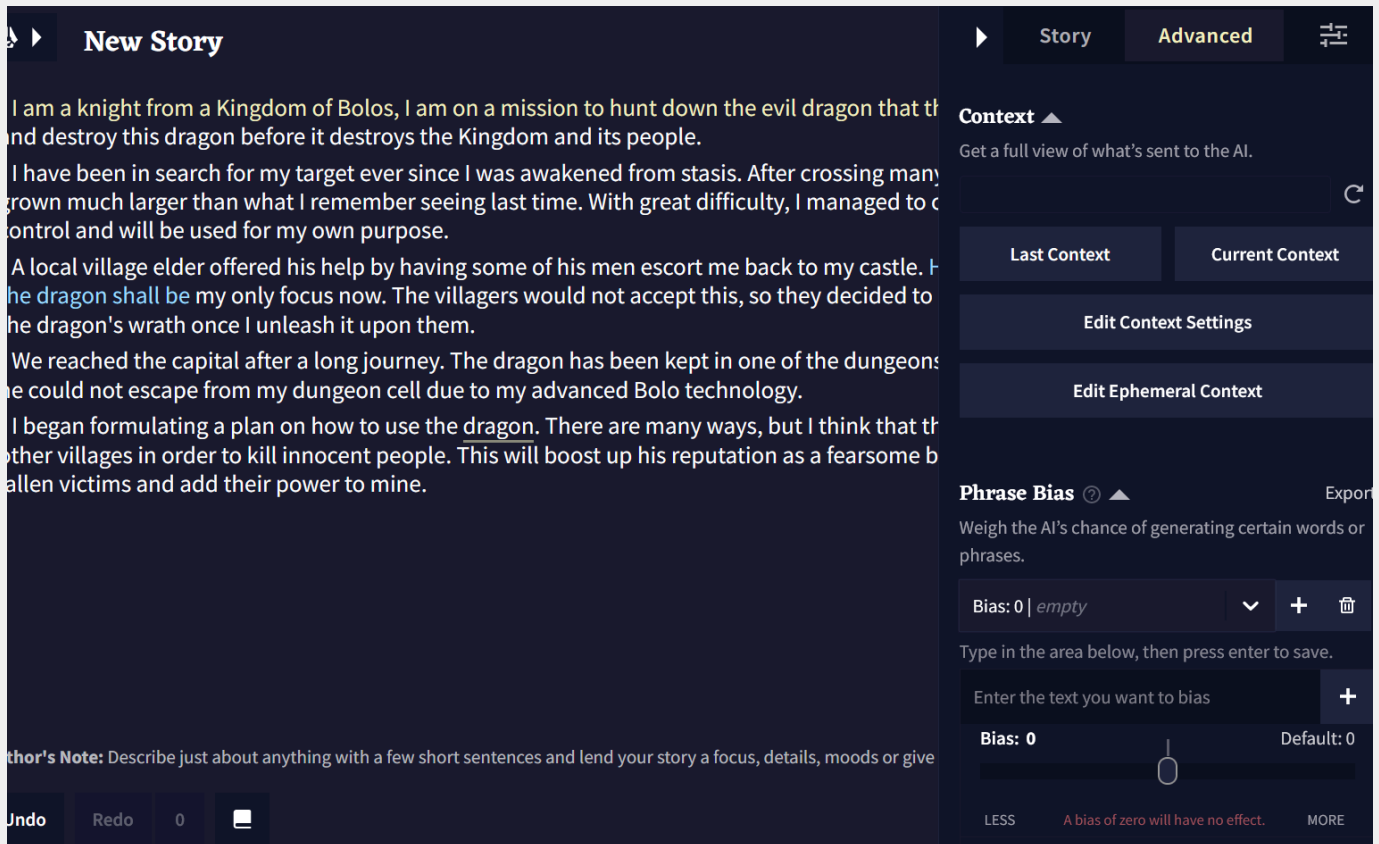 New Story
I am a knight from a Kingdom of Bolos, I am on a mission to hunt down the evil dragon that
and destroy this dragon before it destroys the Kingdom and its people.
I have been in search for my target ever since I was awakened from stasis. After crossing many
grown much larger than what I remember seeing last time. With great difficulty, I managed to
control and will be used for my own purpose.
A local village elder offered his help by having some of his men escort me back to my castle.
he dragon shall be my only focus now. The villagers would not accept this, so they decided to
he dragon's wrath once I unleash it upon them.
We reached the capital after a long journey. The dragon has been kept in one of the dungeons
he could not escape from my dungeon cell due to my advanced Bolo technology.
I began formulating a plan on how to use the dragon. There are many ways, but I think that
other villages in order to kill innocent people. This will boost up his reputation as a fearsome
allen victims and add their power to mine.
thor's Note: Describe just about anything with a few short sentences and lend your story a focus, details, moods or give
Undo
Redo
0
Story
Advanced
Context
Get a full view of what's sent to the AI.
Last Context
Current Context
Edit Context Settings
Edit Ephemeral Context
Phrase Bias ?
Export
Weigh the AI's chance of generating certain words or
phrases.
Bias: 0 | empty
Type in the area below, then press enter to save.
Enter the text you want to bias
Bias: 0
Default: 0
LESS
A bias of zero will have no effect.
MORE